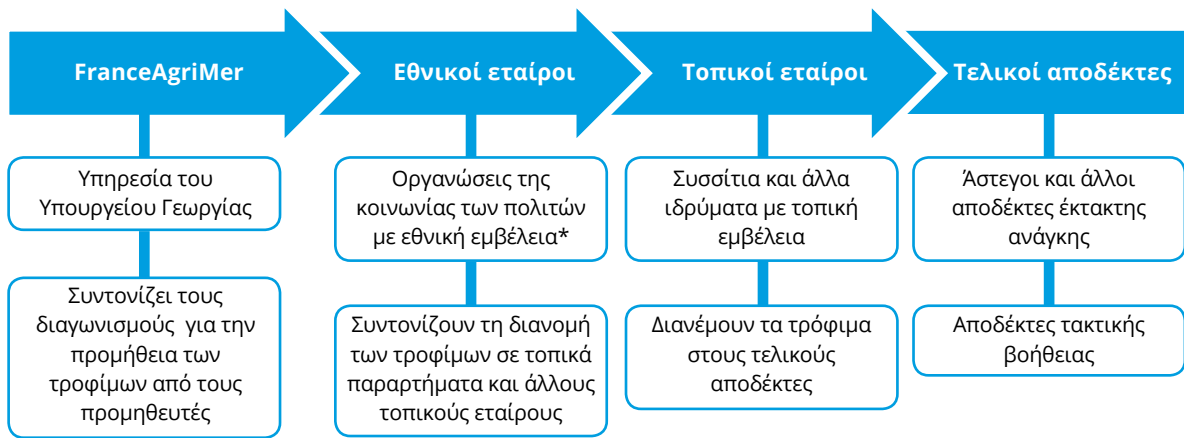 FranceAgriMer
Εθνικοί εταίροι
Τοπικοί εταίροι
Τελικοί αποδέκτες
Υπηρεσία του
Υπουργείου Γεωργίας
Οργανώσεις της
κοινωνίας των πολιτών
με εθνική εμβέλεια*
Συσσίτια και άλλα
ιδρύματα με τοπική
εμβέλεια
Άστεγοι και άλλοι
αποδέκτες έκτακτης
ανάγκης
Συντονίζει τους
διαγωνισμούς για την
προμήθεια των
τροφίμων από τους
προμηθευτές
Συντονίζουν τη διανομή
των τροφίμων σε τοπικά
παραρτήματα και άλλους
τοπικούς εταίρους
Διανέμουν τα τρόφιμα
στους τελικούς
αποδέκτες
Αποδέκτες τακτικής
βοήθειας